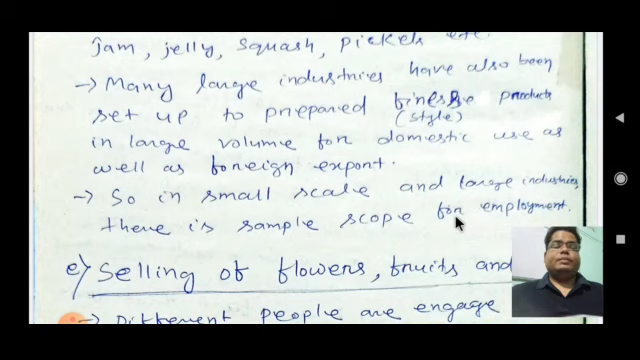 jam, jelly, squash, pickels etc.
→ Many large industries have also been
set up to prepared finesse products
(style)
in large volume for domestic use as
well as foreign export.
→ So in small scale and large industries
there is sample scope for employment.
e) Selling of flowers, fruits and
→ Different people are engage